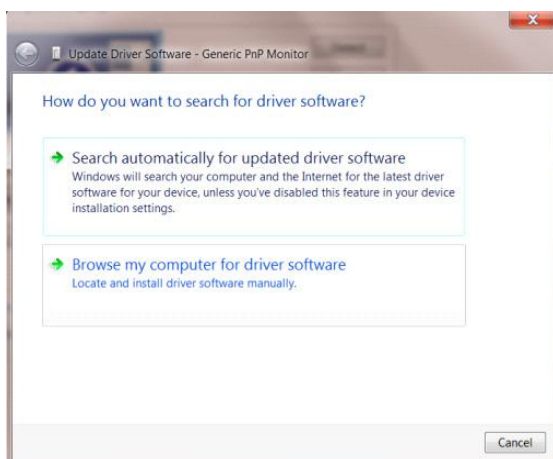 Update Driver Software - Generic PnP Monitor
How do you want to search for driver software?
Search automatically for updated driver software
Windows will search your computer and the Internet for the latest driver
software for your device, unless you've disabled this feature in your device
installation settings.
Browse my computer for driver software
Locate and install driver software manually.
Cancel